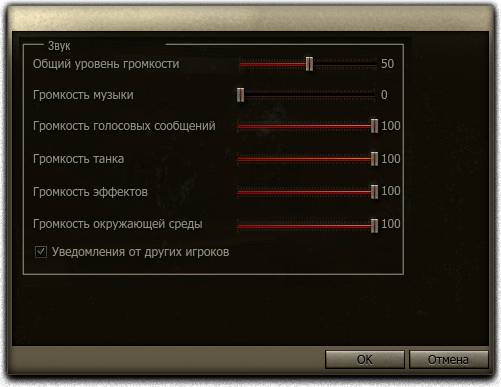 Звук
Общий уровень громкости 50
Громкость музыки 0
Громкость голосовых сообщений 100
Громкость танка 100
Громкость эффектов 100
Громкость окружающей среды 100
Уведомления от других игроков
OK Отмена